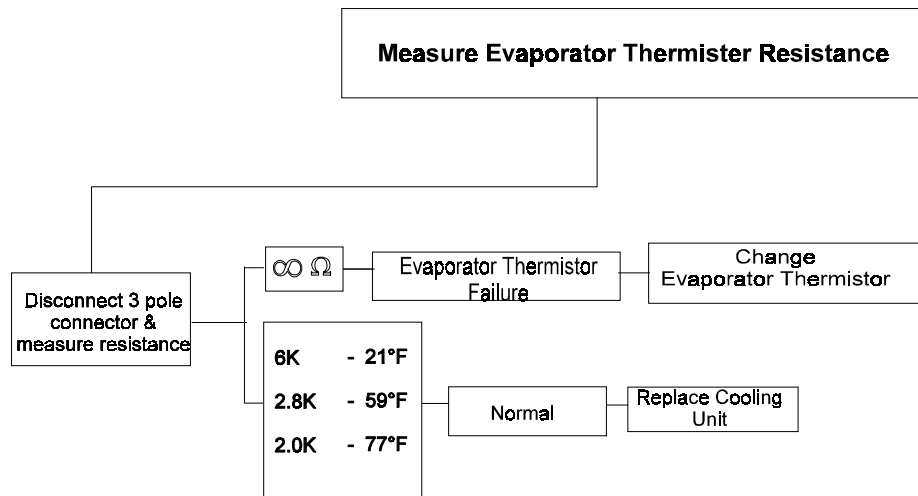 Measure Evaporator Thermister Resistance
∞ Ω
Evaporator Thermistor
Failure
Change
Evaporator Thermistor
Disconnect 3 pole
connector &
measure resistance
6K - 21°F
2.8K - 59°F
2.0K - 77°F
Normal
Replace Cooling
Unit